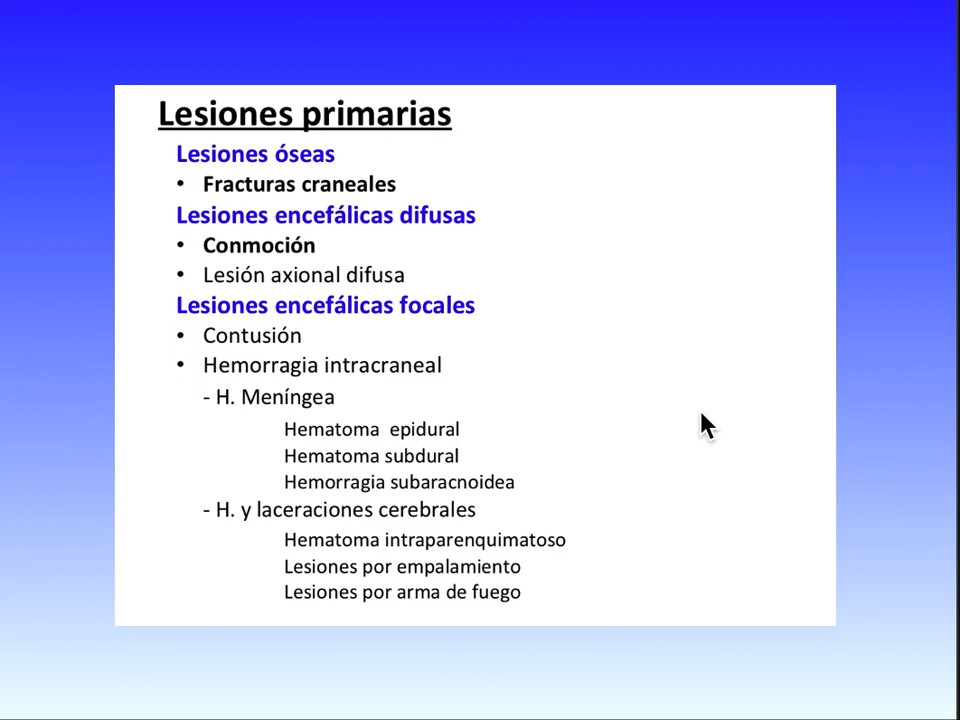 Lesiones primarias
Lesiones óseas
• Fracturas craneales
Lesiones encefálicas difusas
• Conmoción
• Lesión axional difusa
Lesiones encefálicas focales
• Contusión
• Hemorragia intracraneal
- H. Meníngea
Hematoma epidural
Hematoma subdural
Hemorragia subaracnoidea
- H. y laceraciones cerebrales
Hematoma intraparenquimatoso
Lesiones por empalamiento
Lesiones por arma de fuego